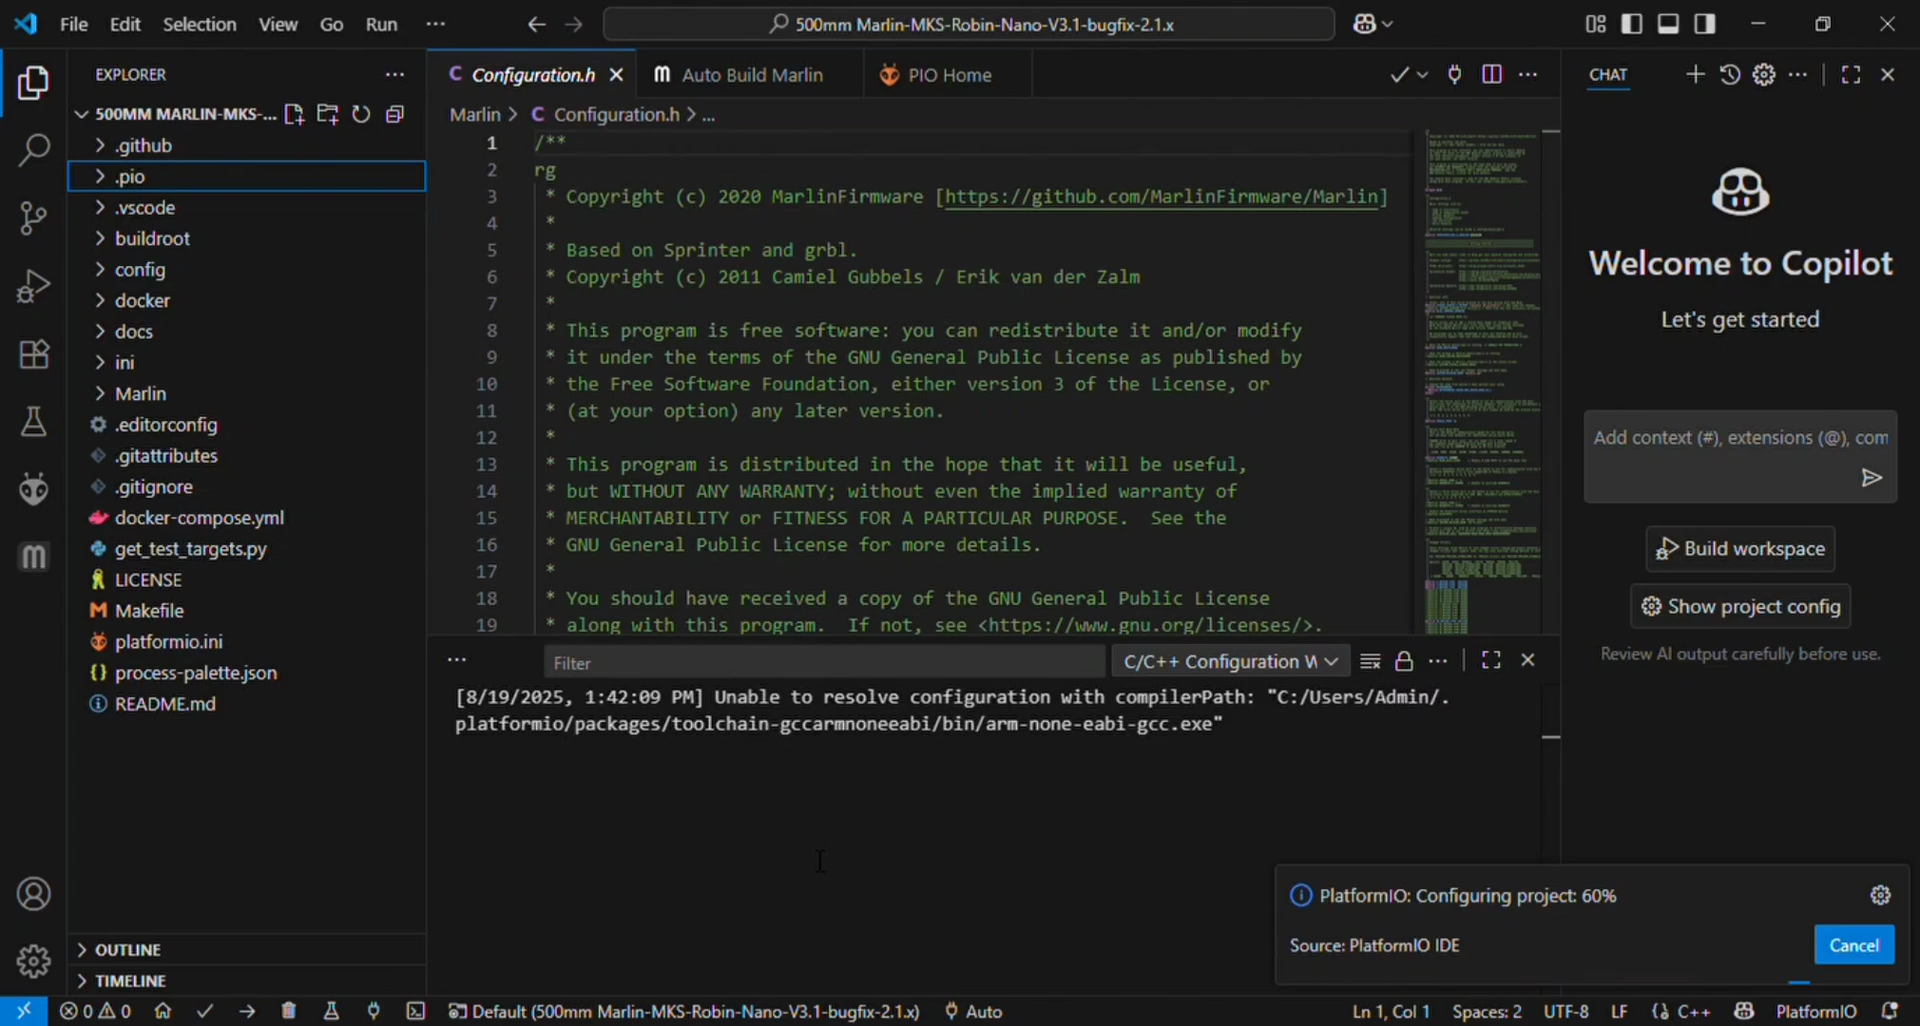 File Edit Selection View Go Run ···
500mm Marlin-MKS-Robin-Nano-V3.1-bugfix-2.1.x
EXPLORER
500MM MARLIN-MKS-...
.github
.pio
.vscode
buildroot
config
docker
docs
ini
Marlin
.editorconfig
.gitattributes
.gitignore
docker-compose.yml
get_test_targets.py
LICENSE
Makefile
platformio.ini
process-palette.json
README.md
OUTLINE
TIMELINE
Configuration.h
Auto Build Marlin
PIO Home
Marlin > C Configuration.h > ...
1 /**
2 rg
3 * Copyright (c) 2020 MarlinFirmware [https://github.com/MarlinFirmware/Marlin]
4 *
5 * Based on Sprinter and grbl.
6 * Copyright (c) 2011 Camiel Gubbels / Erik van der Zalm
7 *
8 * This program is free software: you can redistribute it and/or modify
9 * it under the terms of the GNU General Public License as published by
10 * the Free Software Foundation, either version 3 of the License, or
11 * (at your option) any later version.
12 *
13 * This program is distributed in the hope that it will be useful,
14 * but WITHOUT ANY WARRANTY; without even the implied warranty of
15 * MERCHANTABILITY or FITNESS FOR A PARTICULAR PURPOSE.  See the
16 * GNU General Public License for more details.
17 *
18 * You should have received a copy of the GNU General Public License
19 * along with this program.  If not, see <https://www.gnu.org/licenses/>.
Filter
C/C++ Configuration W
[8/19/2025, 1:42:09 PM] Unable to resolve configuration with compilerPath: "C:/Users/Admin/.
platformio/packages/toolchain-gccarmnoneeabi/bin/arm-none-eabi-gcc.exe"
CHAT
Welcome to Copilot
Let's get started
Add context (#), extensions (@), com
Build workspace
Show project config
Review AI output carefully before use.
PlatformIO: Configuring project: 60%
Source: PlatformIO IDE
Cancel
0 0
Default (500mm Marlin-MKS-Robin-Nano-V3.1-bugfix-2.1.x)
Auto
Ln 1, Col 1
Spaces: 2
UTF-8
LF
C++
PlatformIO